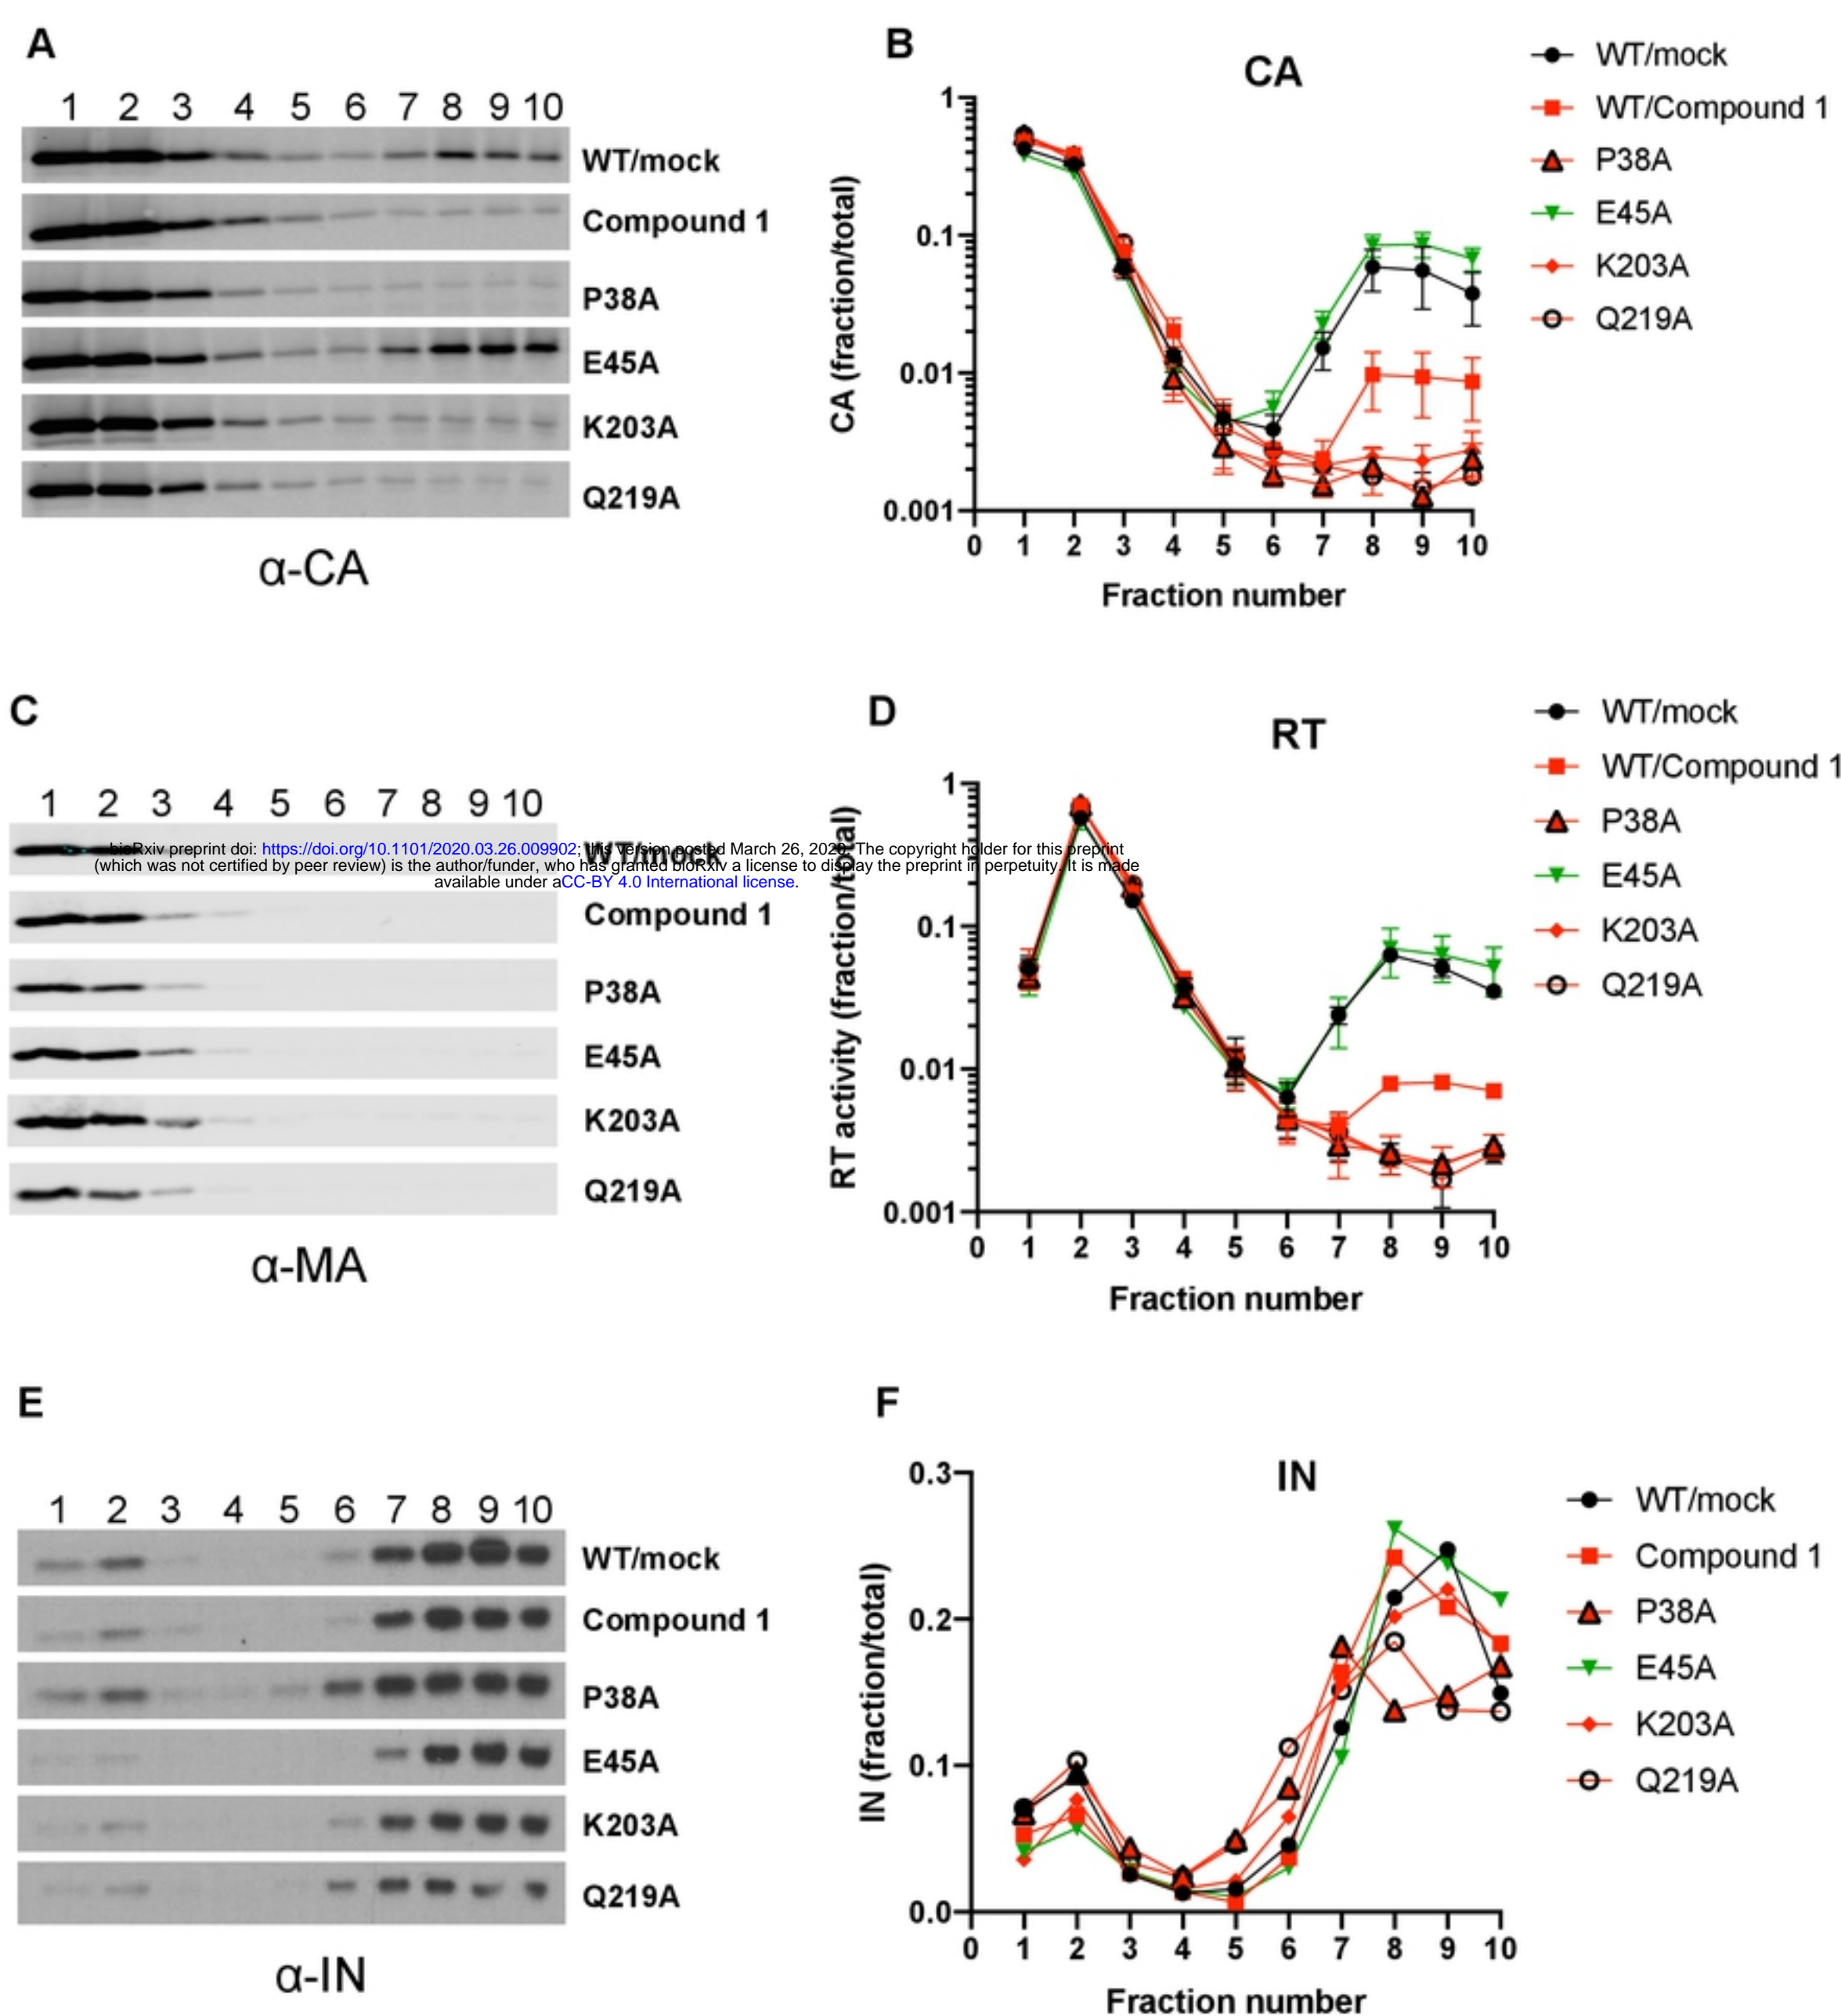 A
1 2 3 4 5 6 7 8 9 10
WT/mock
Compound 1
P38A
E45A
K203A
Q219A
α-CA
B
CA
CA (fraction/total)
1
0.1
0.01
0.001
0 1 2 3 4 5 6 7 8 9 10
Fraction number
WT/mock
WT/Compound 1
P38A
E45A
K203A
Q219A
C
1 2 3 4 5 6 7 8 9 10
WT/mock
Compound 1
P38A
E45A
K203A
Q219A
α-MA
bioRxiv preprint doi: https://doi.org/10.1101/2020.03.26.009902; this version posted March 26, 2020. The copyright holder for this preprint
(which was not certified by peer review) is the author/funder, who has granted bioRxiv a license to display the preprint in perpetuity. It is made
available under aCC-BY 4.0 International license.
D
RT
RT activity (fraction/total)
1
0.1
0.01
0.001
0 1 2 3 4 5 6 7 8 9 10
Fraction number
WT/mock
WT/Compound 1
P38A
E45A
K203A
Q219A
E
1 2 3 4 5 6 7 8 9 10
WT/mock
Compound 1
P38A
E45A
K203A
Q219A
α-IN
F
IN
IN (fraction/total)
0.3
0.2
0.1
0.0
0 1 2 3 4 5 6 7 8 9 10
Fraction number
WT/mock
Compound 1
P38A
E45A
K203A
Q219A